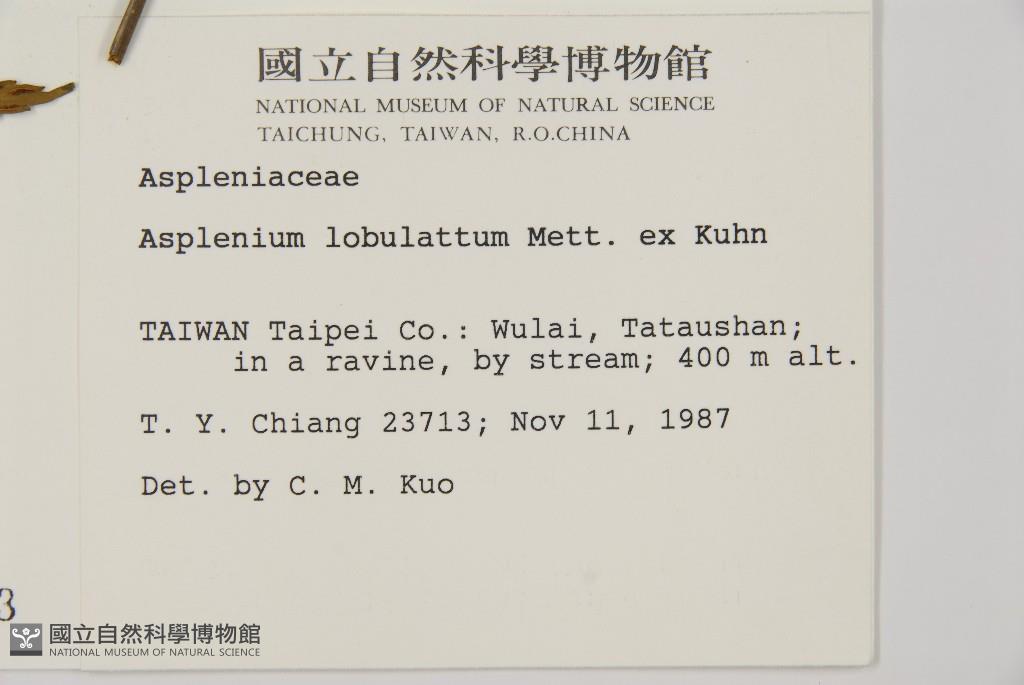 國立自然科學博物館
NATIONAL MUSEUM OF NATURAL SCIENCE
TAICHUNG, TAIWAN, R.O.CHINA
Aspleniaceae
Asplenium lobulattum Mett. ex Kuhn
TAIWAN Taipei Co.: Wulai, Tataushan;
in a ravine, by stream; 400 m alt.
T. Y. Chiang 23713; Nov 11, 1987
Det. by C. M. Kuo
3
國立自然科學博物館
NATIONAL MUSEUM OF NATURAL SCIENCE